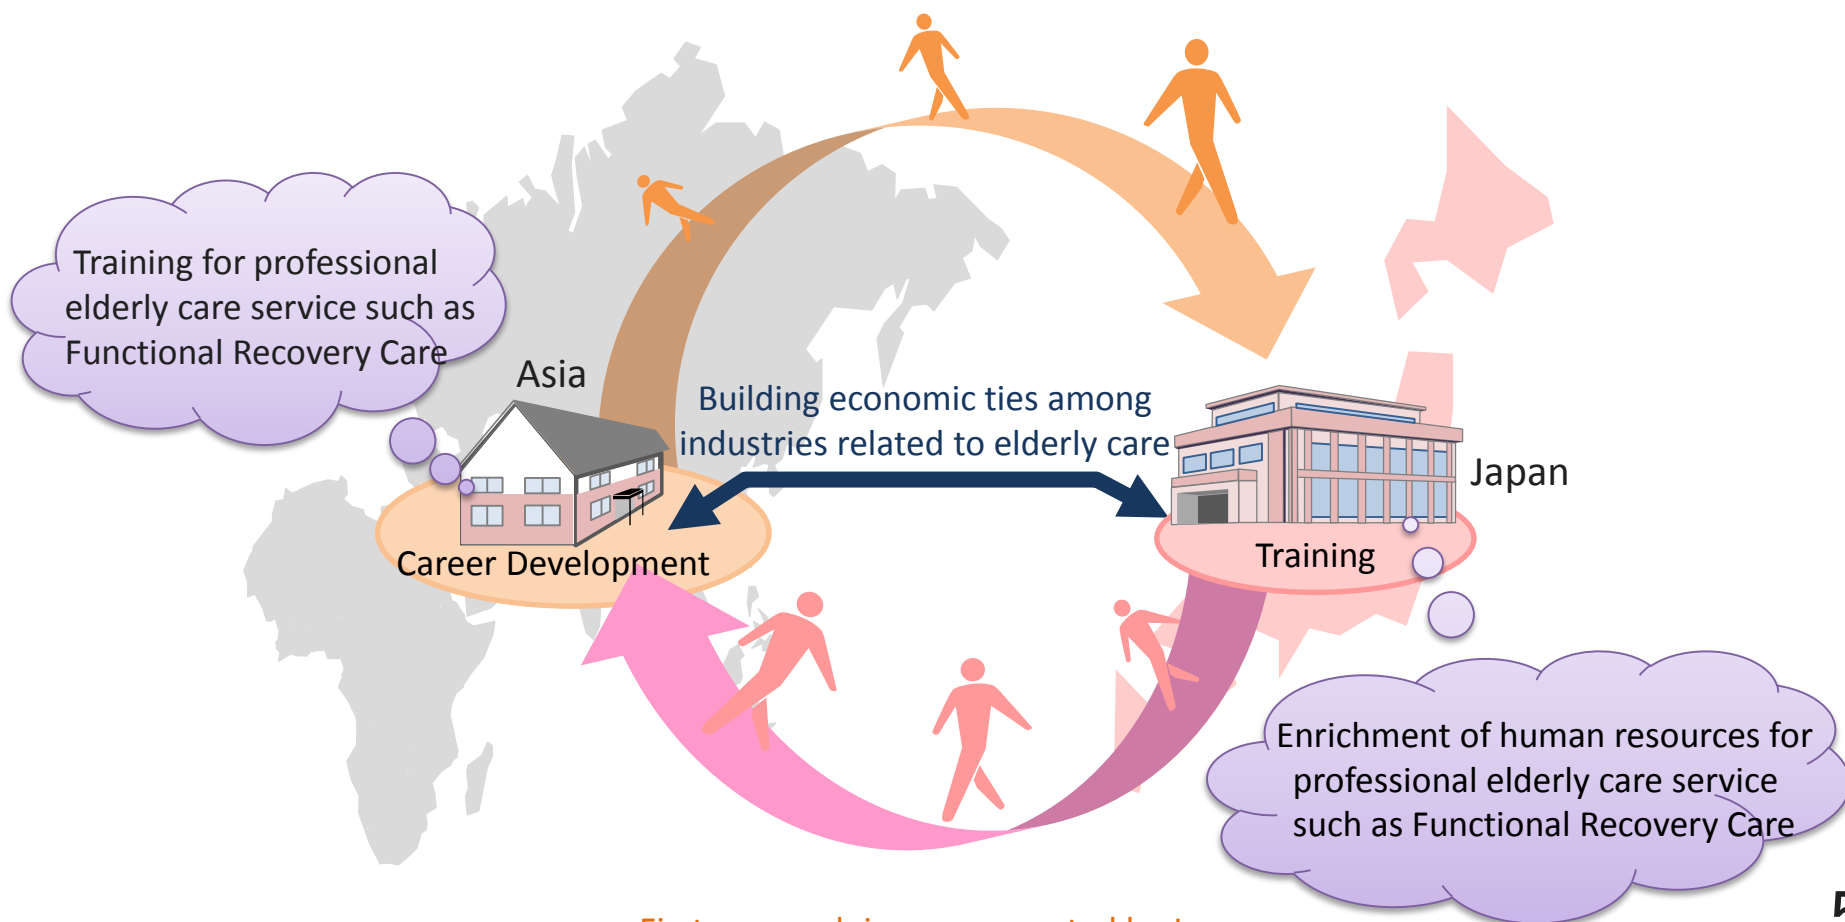 Training for professional
elderly care service such as
Functional Recovery Care
Asia
Building economic ties among
industries related to elderly care
Japan
Career Development
Training
Enrichment of human resources for
professional elderly care service
such as Functional Recovery Care